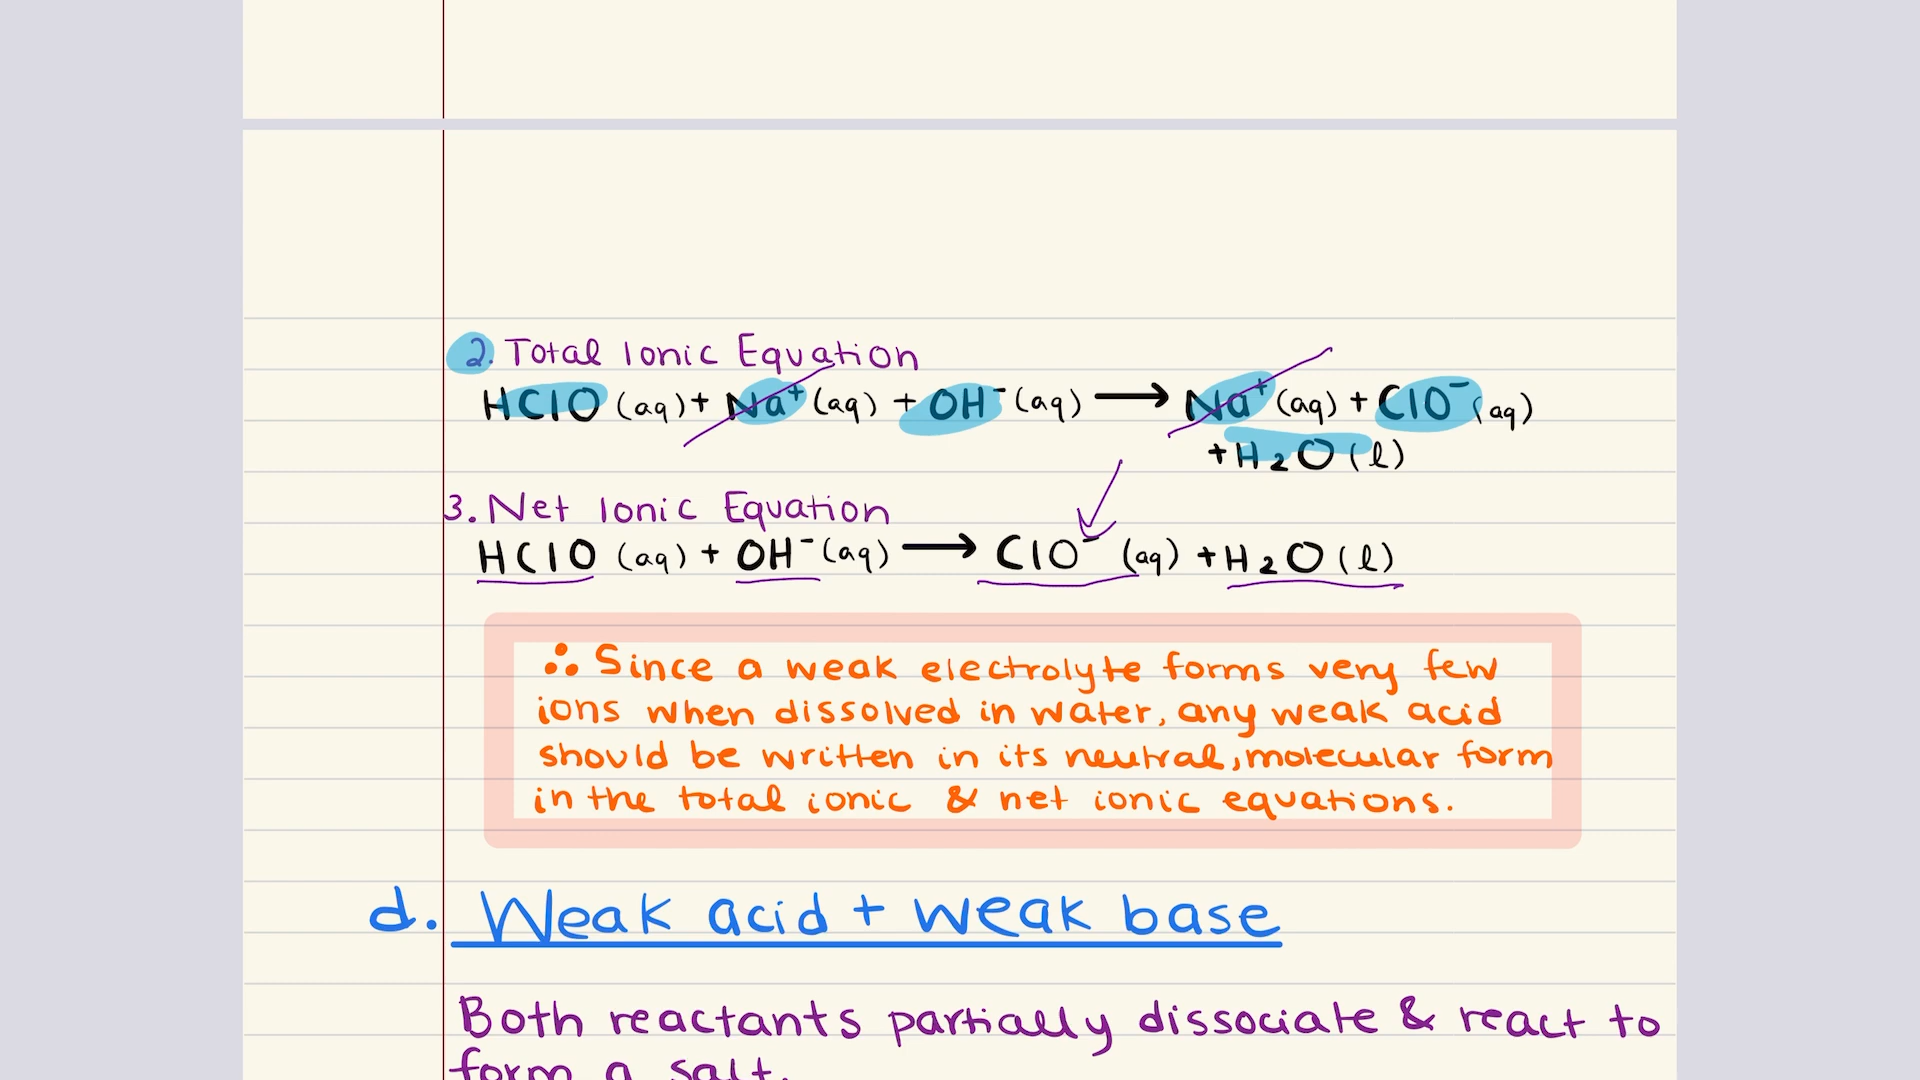 2. Total Ionic Equation
HClO (aq) + Na⁺ (aq) + OH⁻ (aq) ⟶ Na⁺ (aq) + ClO⁻ (aq)
+ H₂O (l)
3. Net Ionic Equation
HClO (aq) + OH⁻ (aq) ⟶ ClO⁻ (aq) + H₂O (l)
∴ Since a weak electrolyte forms very few
ions when dissolved in water, any weak acid
should be written in its neutral, molecular form
in the total ionic & net ionic equations.
d. Weak acid + weak base
Both reactants partially dissociate & react to
form a salt.